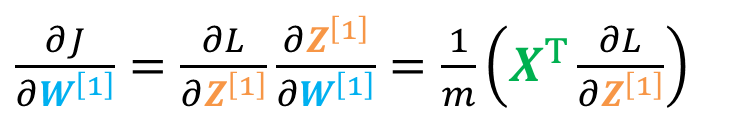 ∂J/∂W^[1] = ∂L/∂Z^[1] ∂Z^[1]/∂W^[1] = 1/m (X^T ∂L/∂Z^[1])